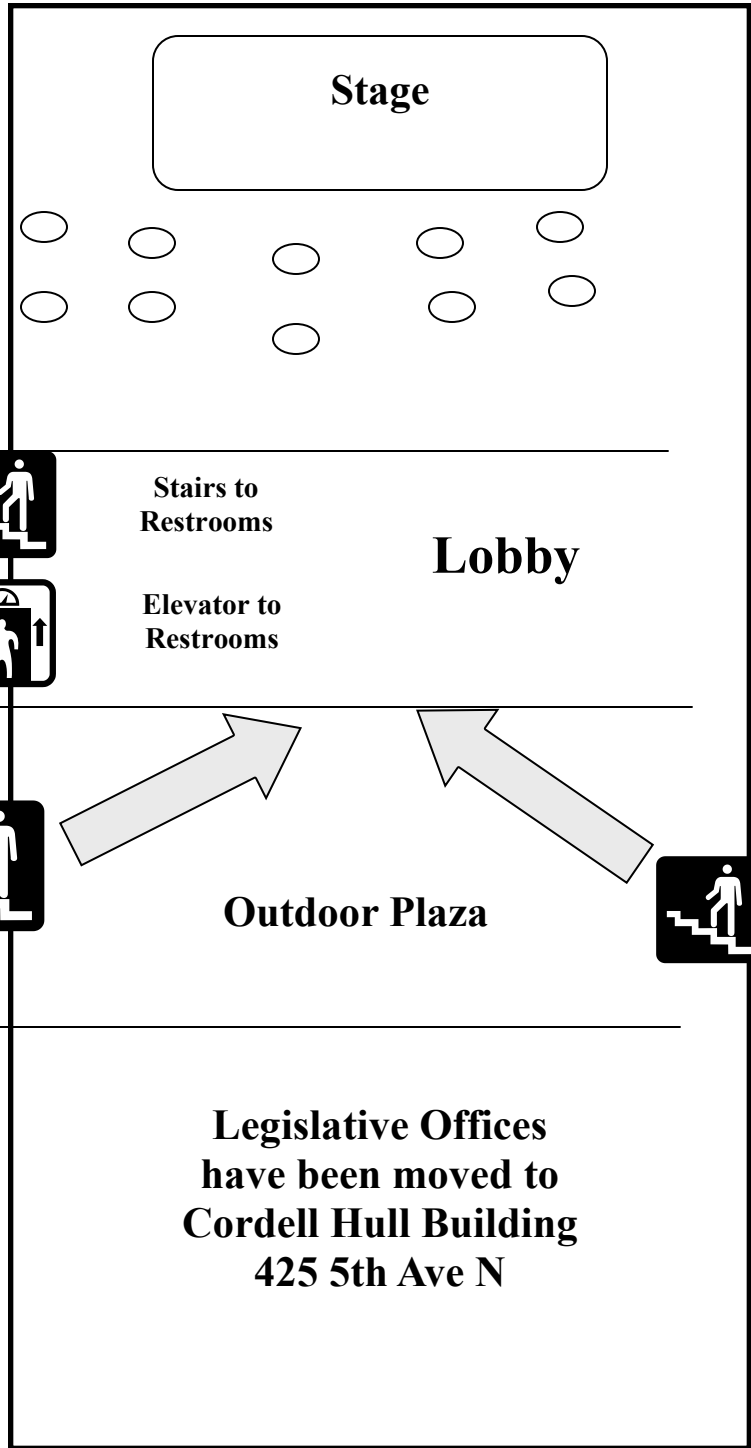 Stage
Stairs to
Restrooms
Lobby
Elevator to
Restrooms
Outdoor Plaza
Legislative Offices
have been moved to
Cordell Hull Building
425 5th Ave N